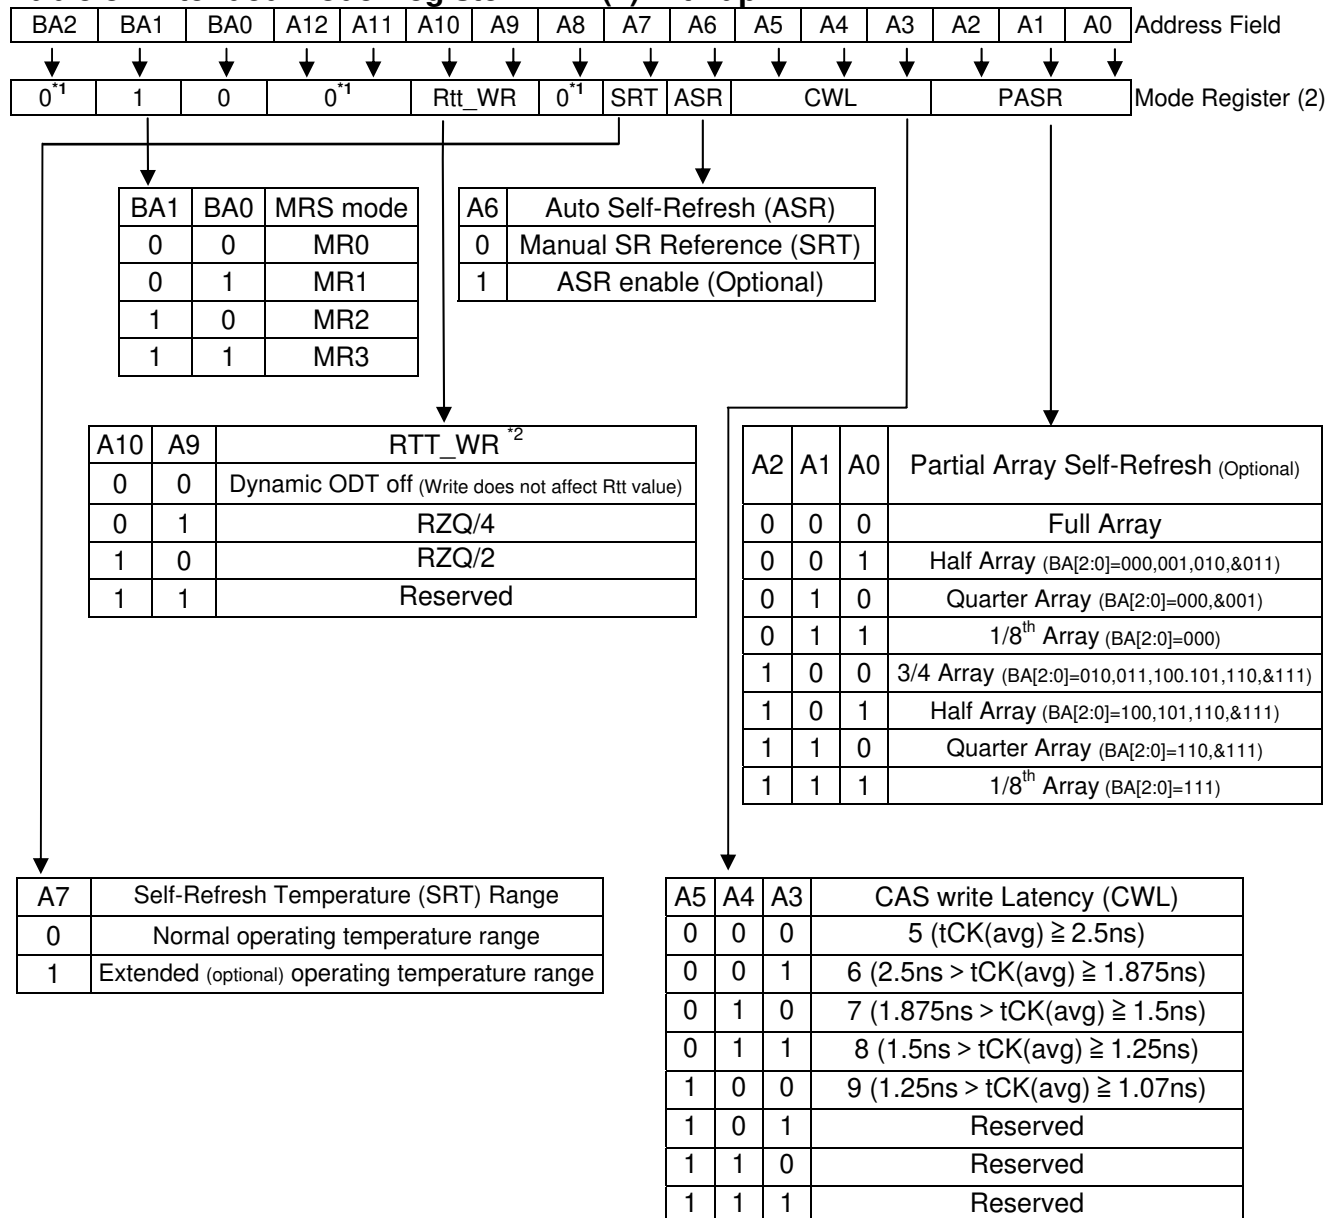 BA2 BA1 BA0 A12 A11 A10 A9 A8 A7 A6 A5 A4 A3 A2 A1 A0 Address Field
0*1 1 0 0*1 Rtt_WR 0*1 SRT ASR CWL PASR Mode Register (2)
BA1 BA0 MRS mode
0 0 MR0
0 1 MR1
1 0 MR2
1 1 MR3
A6 Auto Self-Refresh (ASR)
0 Manual SR Reference (SRT)
1 ASR enable (Optional)
A10 A9 RTT_WR *2
0 0 Dynamic ODT off (Write does not affect Rtt value)
0 1 RZQ/4
1 0 RZQ/2
1 1 Reserved
A2 A1 A0 Partial Array Self-Refresh (Optional)
0 0 0 Full Array
0 0 1 Half Array (BA[2:0]=000,001,010,&011)
0 1 0 Quarter Array (BA[2:0]=000,&001)
0 1 1 1/8th Array (BA[2:0]=000)
1 0 0 3/4 Array (BA[2:0]=010,011,100.101,110,&111)
1 0 1 Half Array (BA[2:0]=100,101,110,&111)
1 1 0 Quarter Array (BA[2:0]=110,&111)
1 1 1 1/8th Array (BA[2:0]=111)
A7 Self-Refresh Temperature (SRT) Range
0 Normal operating temperature range
1 Extended (optional) operating temperature range
A5 A4 A3 CAS write Latency (CWL)
0 0 0 5 (tCK(avg) ≧ 2.5ns)
0 0 1 6 (2.5ns > tCK(avg) ≧ 1.875ns)
0 1 0 7 (1.875ns > tCK(avg) ≧ 1.5ns)
0 1 1 8 (1.5ns > tCK(avg) ≧ 1.25ns)
1 0 0 9 (1.25ns > tCK(avg) ≧ 1.07ns)
1 0 1 Reserved
1 1 0 Reserved
1 1 1 Reserved